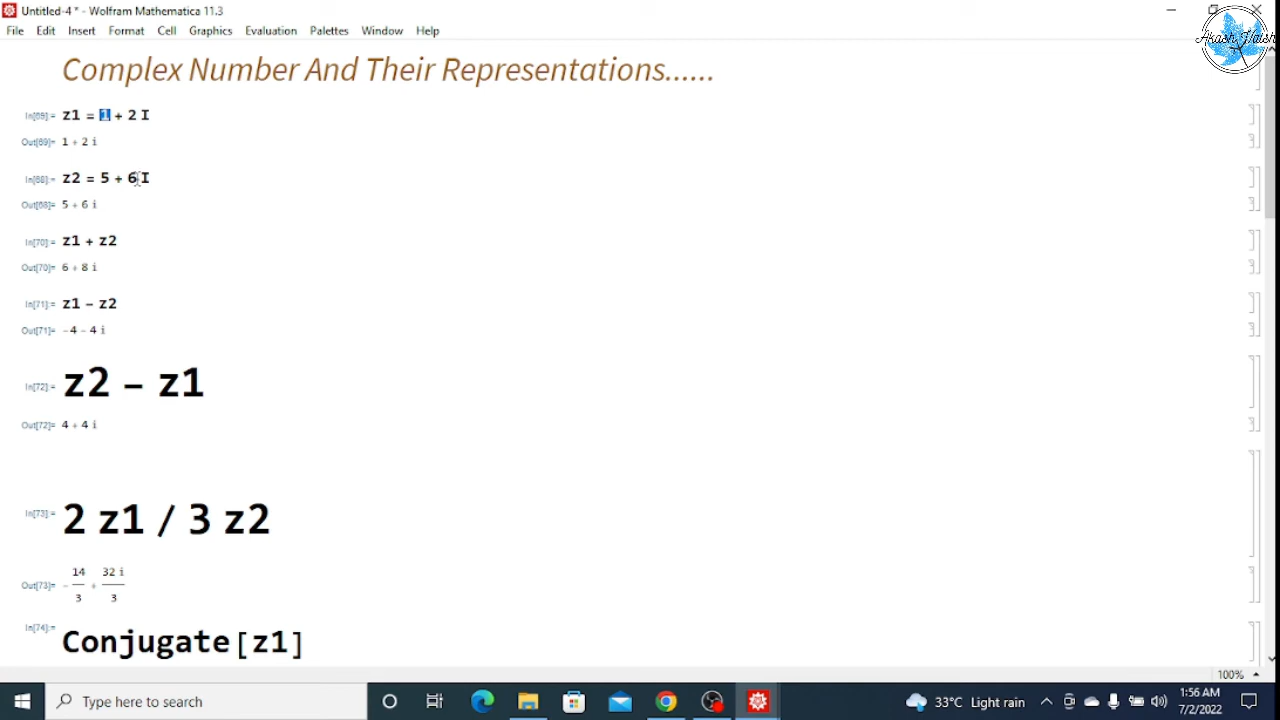 Untitled-4 * - Wolfram Mathematica 11.3
File Edit Insert Format Cell Graphics Evaluation Palettes Window Help
Complex Number And Their Representations......
In[69]:= z1 = 1 + 2 I
Out[69]= 1 + 2 i
In[68]:= z2 = 5 + 6 I
Out[68]= 5 + 6 i
In[70]:= z1 + z2
Out[70]= 6 + 8 i
In[71]:= z1 - z2
Out[71]= -4 - 4 i
In[72]:= z2 - z1
Out[72]= 4 + 4 i
In[73]:= 2 z1 / 3 z2
Out[73]= - 14/3 + 32 i/3
In[74]:= Conjugate[z1]
100%
Type here to search
33°C Light rain
1:56 AM
7/2/2022